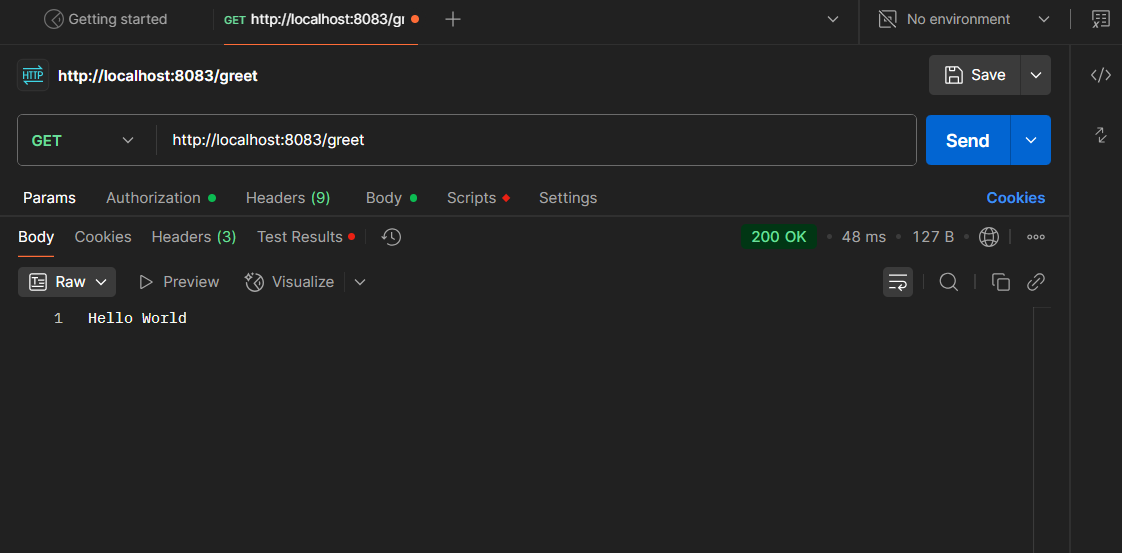 Getting started GET http://localhost:8083/gr No environment
HTTP http://localhost:8083/greet Save
GET http://localhost:8083/greet Send
Params Authorization Headers (9) Body Scripts Settings Cookies
Body Cookies Headers (3) Test Results 200 OK 48 ms 127 B
Raw Preview Visualize
1 Hello World